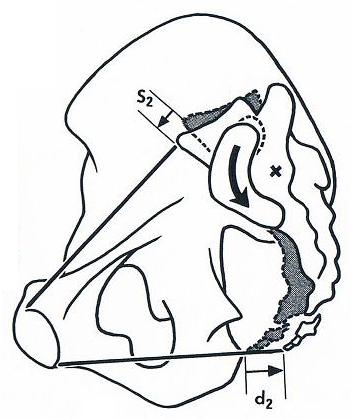 S₂
×
d₂